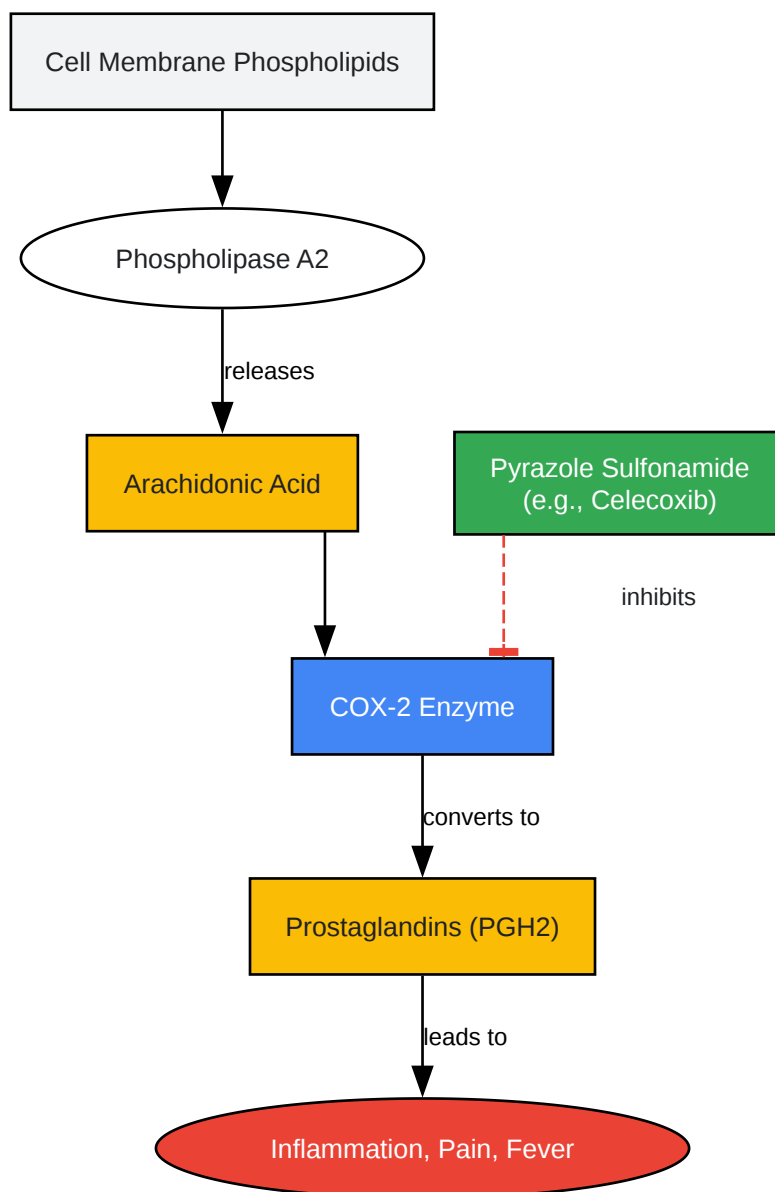 Cell Membrane Phospholipids
Phospholipase A2
releases
Arachidonic Acid
Pyrazole Sulfonamide
(e.g., Celecoxib)
inhibits
COX-2 Enzyme
converts to
Prostaglandins (PGH2)
leads to
Inflammation, Pain, Fever